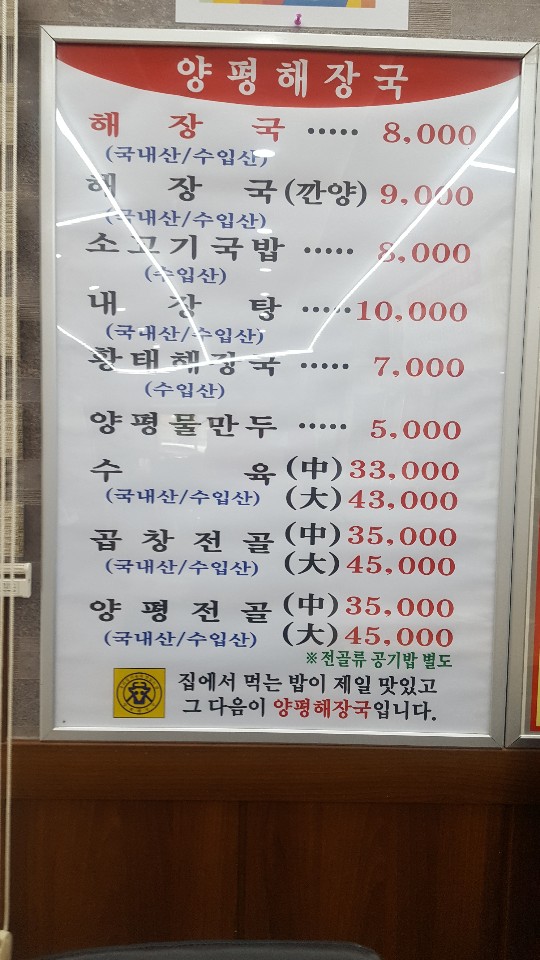 양평해장국
해장국 ····· 8,000
(국내산/수입산)
해장국(깐양) 9,000
(국내산/수입산)
소고기국밥 ····· 8,000
(수입산)
내장탕 ····· 10,000
(국내산/수입산)
황태해장국 ····· 7,000
(수입산)
양평물만두 ····· 5,000
수육 (中) 33,000
(국내산/수입산) (大) 43,000
곱창전골 (中) 35,000
(국내산/수입산) (大) 45,000
양평전골 (中) 35,000
(국내산/수입산) (大) 45,000
※전골류 공기밥 별도
집에서 먹는 밥이 제일 맛있고
그 다음이 양평해장국입니다.